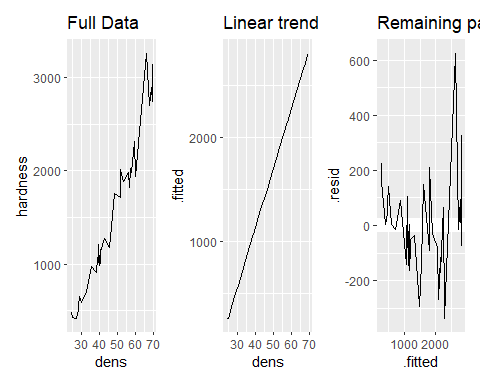 Full Data
hardness
3000
2000
1000
30 40 50 60 70
dens
Linear trend
.fitted
2000
1000
30 40 50 60 70
dens
Remaining pa
.resid
600
400
200
0
-200
1000 2000
.fitted